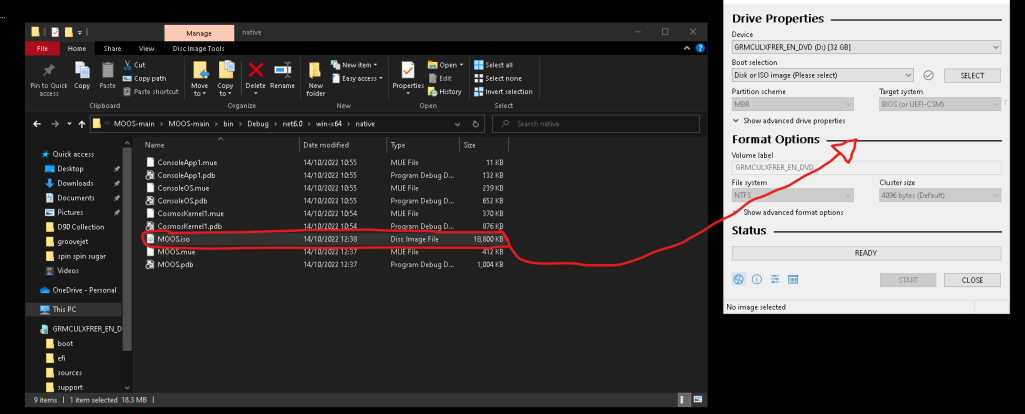 ...
Manage
native
File
Home
Share
View
Disc Image Tools
Pin to Quick access
Copy
Paste
Cut
Copy path
Paste shortcut
Move to
Copy to
Delete
Rename
New folder
New item
Easy access
Properties
Open
Edit
History
Select all
Select none
Invert selection
Clipboard
Organize
New
Open
Select
MOOS-main > MOOS-main > bin > Debug > net6.0 > win-x64 > native
Search native
Name Date modified Type Size
ConsoleApp1.mue 14/10/2022 10:55 MUE File 11 KB
ConsoleApp1.pdb 14/10/2022 10:55 Program Debug D... 132 KB
ConsoleOS.mue 14/10/2022 10:55 MUE File 239 KB
ConsoleOS.pdb 14/10/2022 10:55 Program Debug D... 652 KB
CosmosKernel1.mue 14/10/2022 10:54 MUE File 370 KB
CosmosKernel1.pdb 14/10/2022 10:54 Program Debug D... 876 KB
MOOS.iso 14/10/2022 12:38 Disc Image File 18,800 KB
MOOS.mue 14/10/2022 12:37 MUE File 412 KB
MOOS.pdb 14/10/2022 12:37 Program Debug D... 1,004 KB
Quick access
Desktop
Downloads
Documents
Pictures
D90 Collection
groovejet
spin spin sugar
Videos
OneDrive - Personal
This PC
GRMCULXFRER_EN_D
boot
efi
sources
support
9 items 1 item selected 18.3 MB
Drive Properties
Device
GRMCULXFRER_EN_DVD (D:) [32 GB]
Boot selection
Disk or ISO image (Please select)
SELECT
Partition scheme
Target system
MBR
BIOS (or UEFI-CSM)
?
Show advanced drive properties
Format Options
Volume label
GRMCULXFRER_EN_DVD
File system
Cluster size
NTFS
4096 bytes (Default)
Show advanced format options
Status
READY
START
CLOSE
No image selected